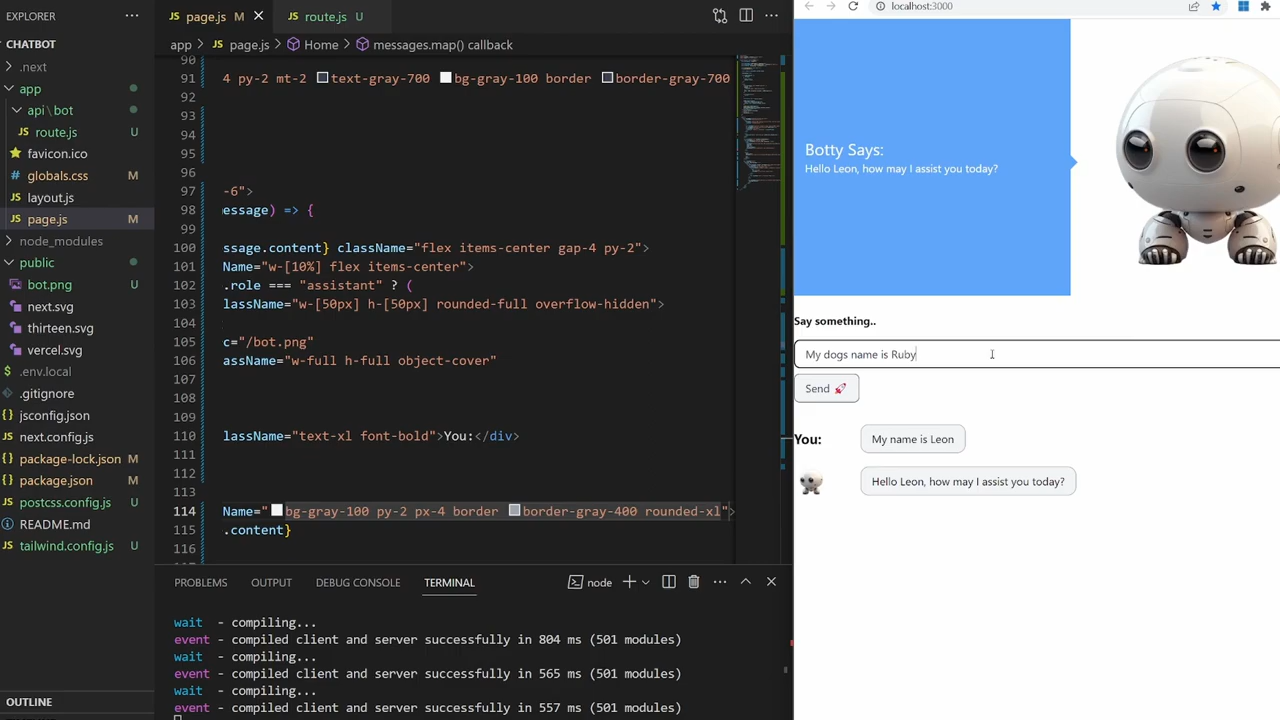 EXPLORER
CHATBOT
.next
app
api\bot
route.js U
favicon.ico
globals.css M
layout.js
page.js M
node_modules
public
bot.png U
next.svg
thirteen.svg
vercel.svg
.env.local
.gitignore
jsconfig.json
next.config.js
package-lock.json M
package.json M
postcss.config.js U
README.md
tailwind.config.js U
OUTLINE
page.js M
route.js U
app > page.js > Home > messages.map() callback
90
91 4 py-2 mt-2 text-gray-700 bg-gray-100 border border-gray-700
92
93
94
95
96
97 -6">
98 essage) => {
99
100 ssage.content} className="flex items-center gap-4 py-2">
101 Name="w-[10%] flex items-center">
102 .role === "assistant" ? (
103 lassName="w-[50px] h-[50px] rounded-full overflow-hidden">
104
105 c="/bot.png"
106 assName="w-full h-full object-cover"
107
108
109
110 lassName="text-xl font-bold">You:</div>
111
112
113
114 Name="bg-gray-100 py-2 px-4 border border-gray-400 rounded-xl">
115 .content}
116
PROBLEMS OUTPUT DEBUG CONSOLE TERMINAL node
wait - compiling...
event - compiled client and server successfully in 804 ms (501 modules)
wait - compiling...
event - compiled client and server successfully in 565 ms (501 modules)
wait - compiling...
event - compiled client and server successfully in 557 ms (501 modules)
localhost:3000
Botty Says:
Hello Leon, how may I assist you today?
Say something..
My dogs name is Ruby
Send 🚀
You: My name is Leon
Hello Leon, how may I assist you today?